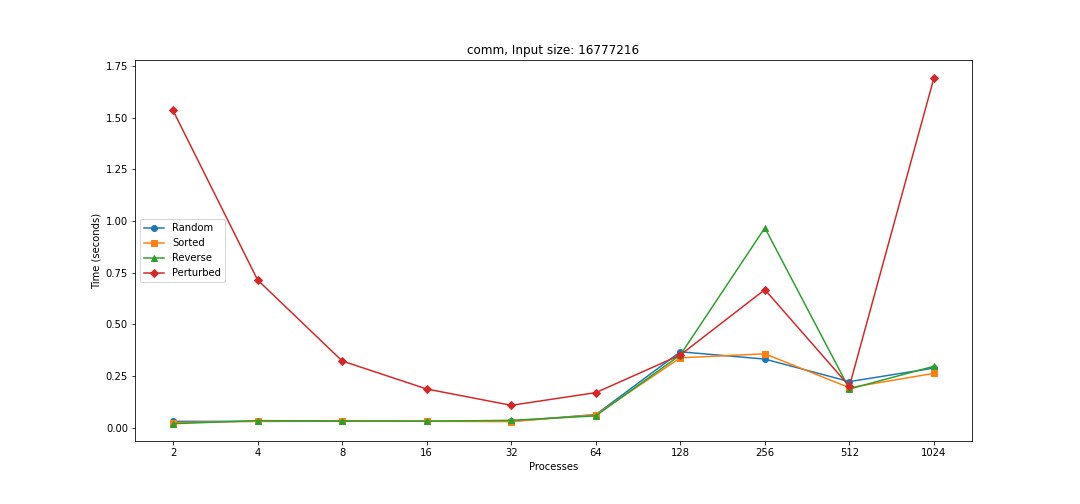 comm, Input size: 16777216
1.75
1.50
1.25
1.00
0.75
0.50
0.25
0.00
Time (seconds)
Random
Sorted
Reverse
Perturbed
2 4 8 16 32 64 128 256 512 1024
Processes